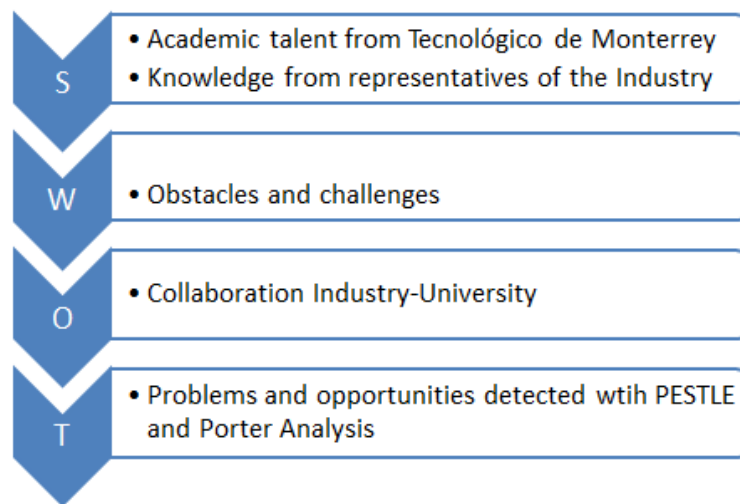 S
• Academic talent from Tecnológico de Monterrey
• Knowledge from representatives of the Industry
W
• Obstacles and challenges
O
• Collaboration Industry-University
T
• Problems and opportunities detected wtih PESTLE
and Porter Analysis